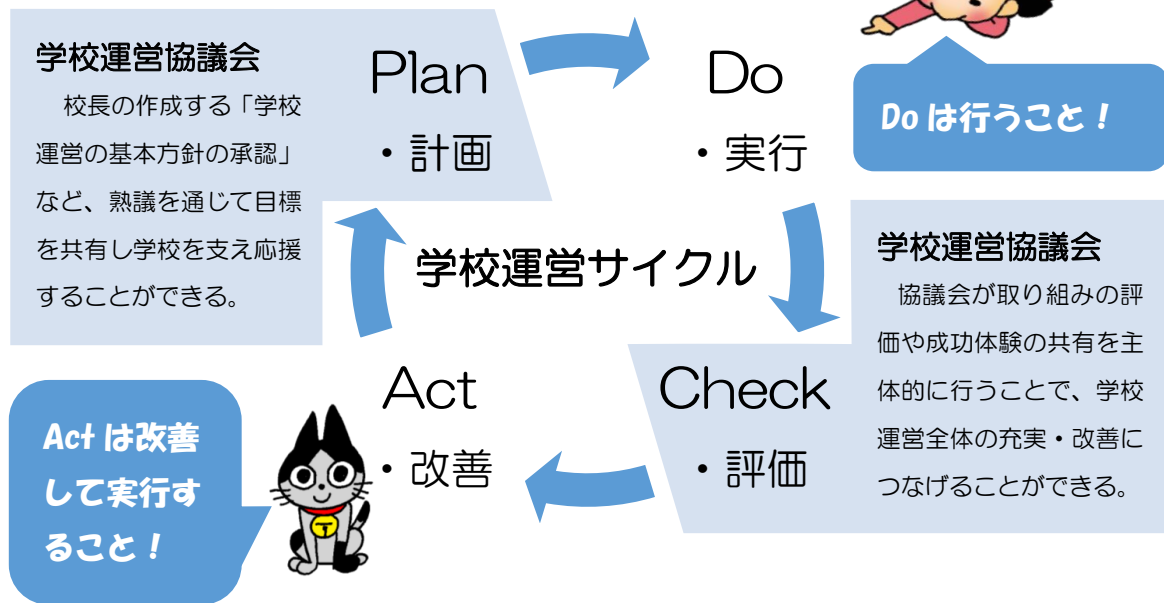 学校運営協議会
校長の作成する「学校
運営の基本方針の承認」
など、熟議を通じて目標
を共有し学校を支え応援
することができる。
Plan
・計画
Do
・実行
Do は行うこと！
学校運営サイクル
学校運営協議会
協議会が取り組みの評
価や成功体験の共有を主
体的に行うことで、学校
運営全体の充実・改善に
つなげることができる。
Check
・評価
Act
・改善
Act は改善
して実行す
ること！
〒